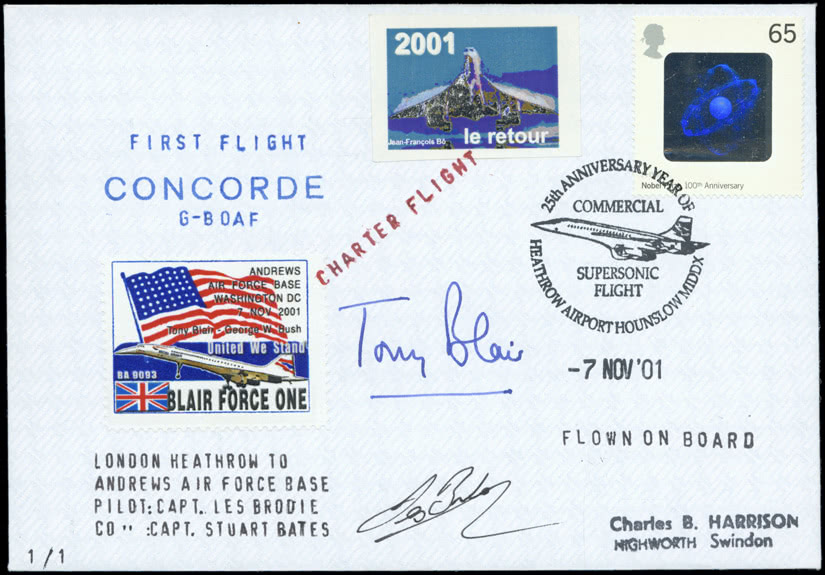 2001
le retour
Jean-François Bô
65
Nobel 100th Anniversary
FIRST FLIGHT
CONCORDE
G-BOAF
CHARTER FLIGHT
25th ANNIVERSARY YEAR OF
COMMERCIAL
SUPERSONIC
FLIGHT
HEATHROW AIRPORT HOUNSLOW MIDDX
-7 NOV '01
ANDREWS
AIR FORCE BASE
WASHINGTON DC
7 NOV 2001
Tony Blair - George W. Bush
United We Stand
BA 9093
BLAIR FORCE ONE
Tony Blair
FLOWN ON BOARD
LONDON HEATHROW TO
ANDREWS AIR FORCE BASE
PILOT: CAPT. LES BRODIE
CO " : CAPT. STUART BATES
Charles B. HARRISON
HIGHWORTH Swindon
1/1